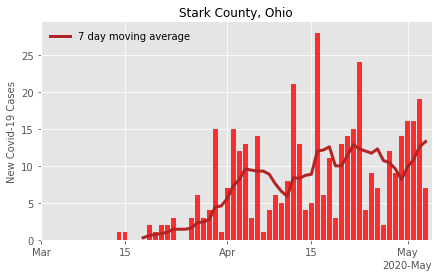 Stark County, Ohio
7 day moving average
New Covid-19 Cases
25
20
15
10
5
0
Mar 15 Apr 15 May
2020-May